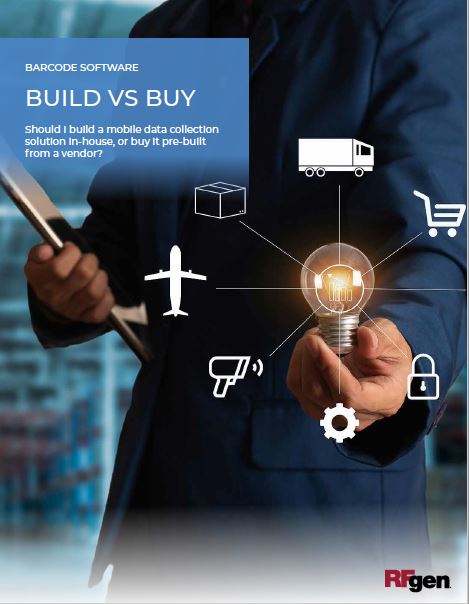 BARCODE SOFTWARE
BUILD VS BUY
Should I build a mobile data collection
solution in-house, or buy it pre-built
from a vendor?
RFgen